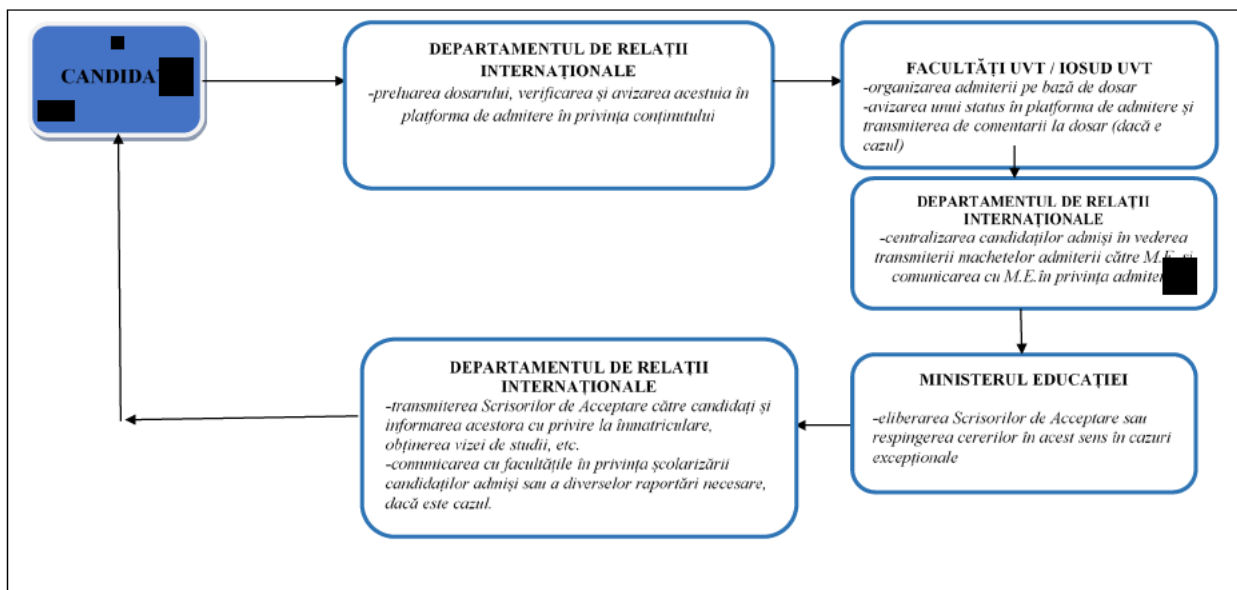 DEPARTAMENTUL DE RELAȚII
INTERNAȚIONALE
-preluarea dosarului, verificarea și avizarea acestuia în
platforma de admitere în privința conținutului
FACULTĂȚI UVT / IOSUD UVT
-organizarea admiterii pe bază de dosar
-avizarea unui status în platforma de admitere și
transmiterea de comentarii la dosar (dacă e
cazul)
DEPARTAMENTUL DE RELAȚII
INTERNAȚIONALE
-centralizarea candidaților admiși în vederea
transmiterii machetelor admiterii către M.E. și
comunicarea cu M.E.în privința
MINISTERUL EDUCAȚIEI
-eliberarea Scrisorilor de Acceptare sau
respingerea cererilor în acest sens în cazuri
excepționale
DEPARTAMENTUL DE RELAȚII
INTERNAȚIONALE
-transmiterea Scrisorilor de Acceptare către candidați și
informarea acestora cu privire la înmatriculare,
obținerea vizei de studii, etc.
-comunicarea cu facultățile în privința școlarizării
candidaților admiși sau a diverselor raportări necesare,
dacă este cazul.